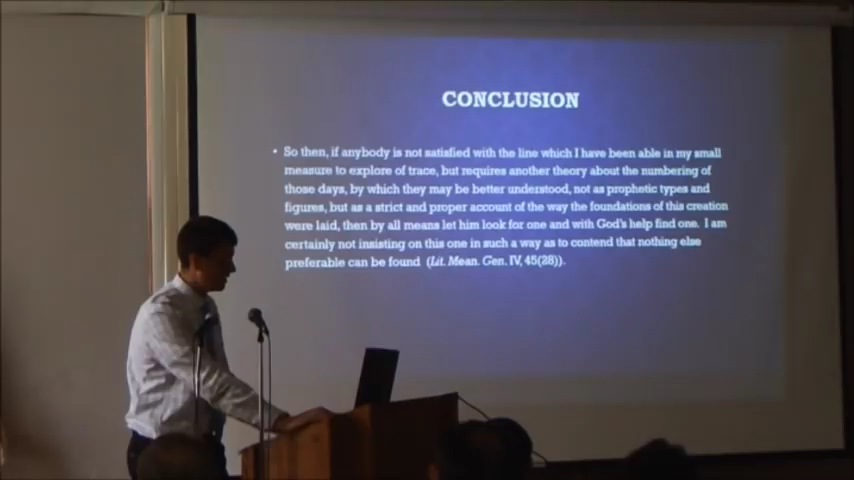 CONCLUSION
• So then, if anybody is not satisfied with the line which I have been able in my small
measure to explore of trace, but requires another theory about the numbering of
those days, by which they may be better understood, not as prophetic types and
figures, but as a strict and proper account of the way the foundations of this creation
were laid, then by all means let him look for one and with God's help find one. I am
certainly not insisting on this one in such a way as to contend that nothing else
preferable can be found (Lit. Mean. Gen. IV, 45(28)).